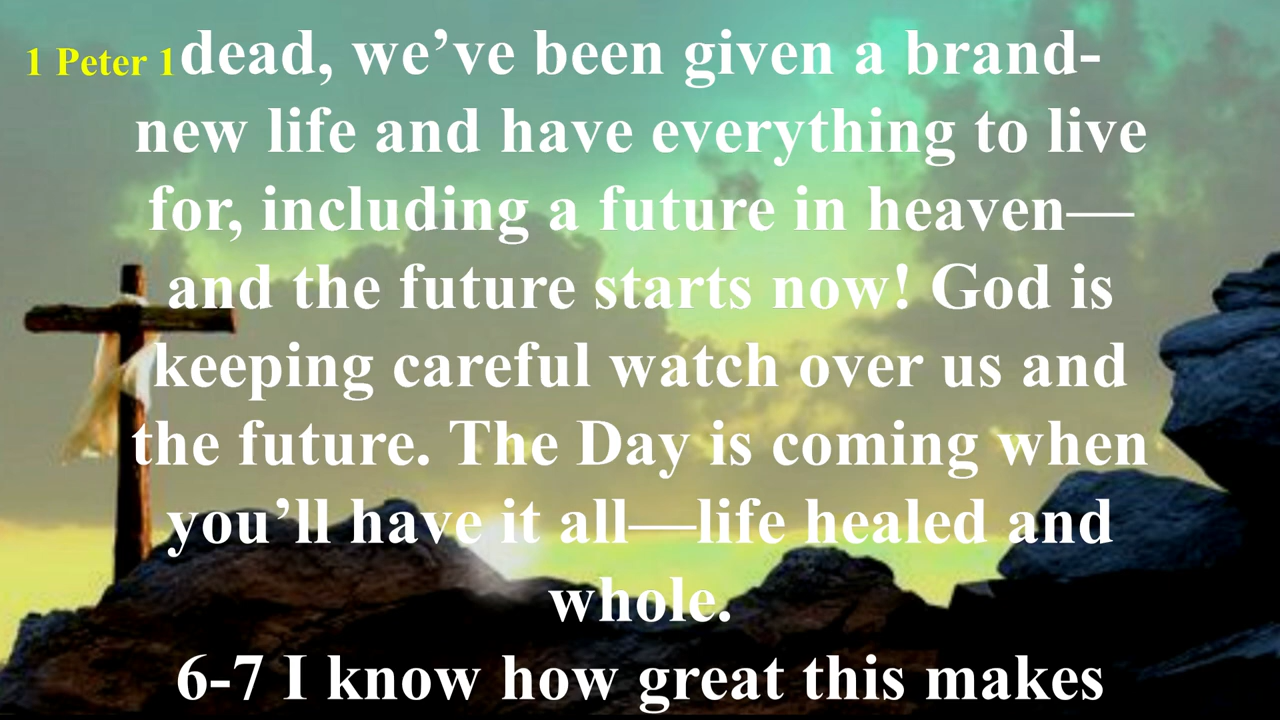 1 Peter 1
dead, we’ve been given a brand-
new life and have everything to live
for, including a future in heaven—
and the future starts now! God is
keeping careful watch over us and
the future. The Day is coming when
you’ll have it all—life healed and
whole.
6-7 I know how great this makes